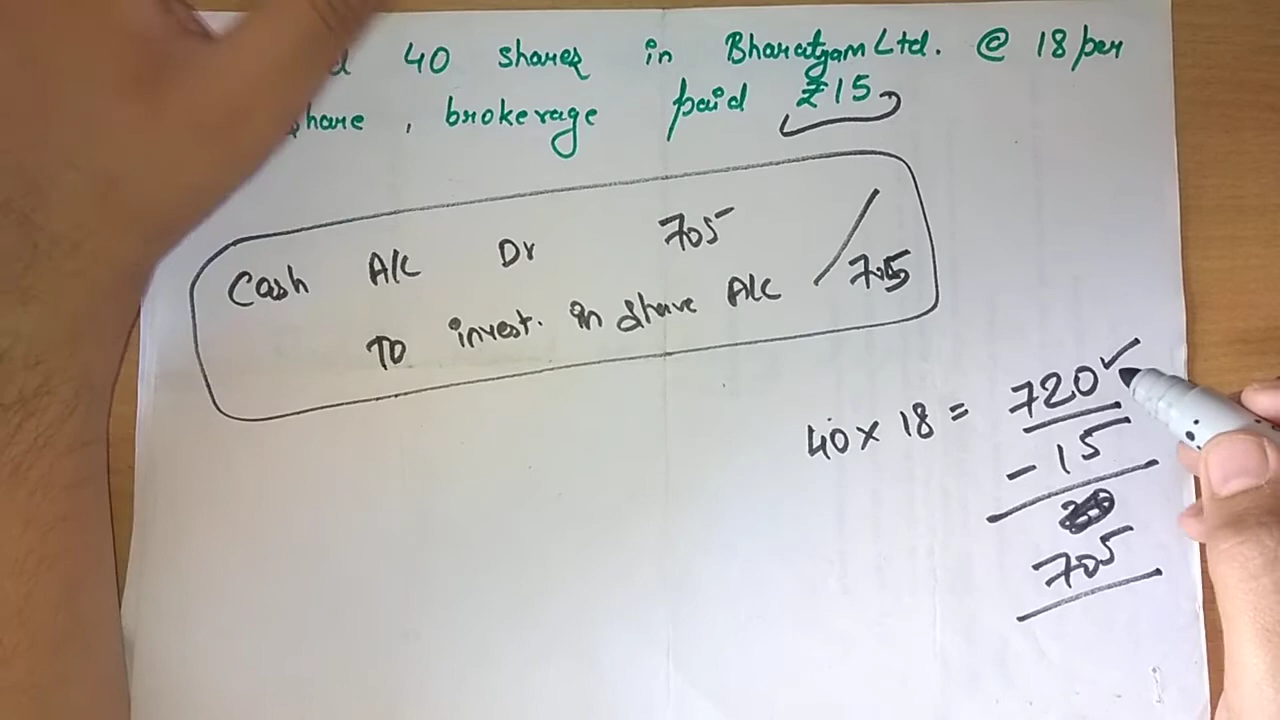 40 shares in Bharatgam Ltd. @ 18 per
share, brokerage paid ₹15
Cash A/C Dr 705
To invest. in share A/C 705
40 x 18 = 720 ✓
- 15
705